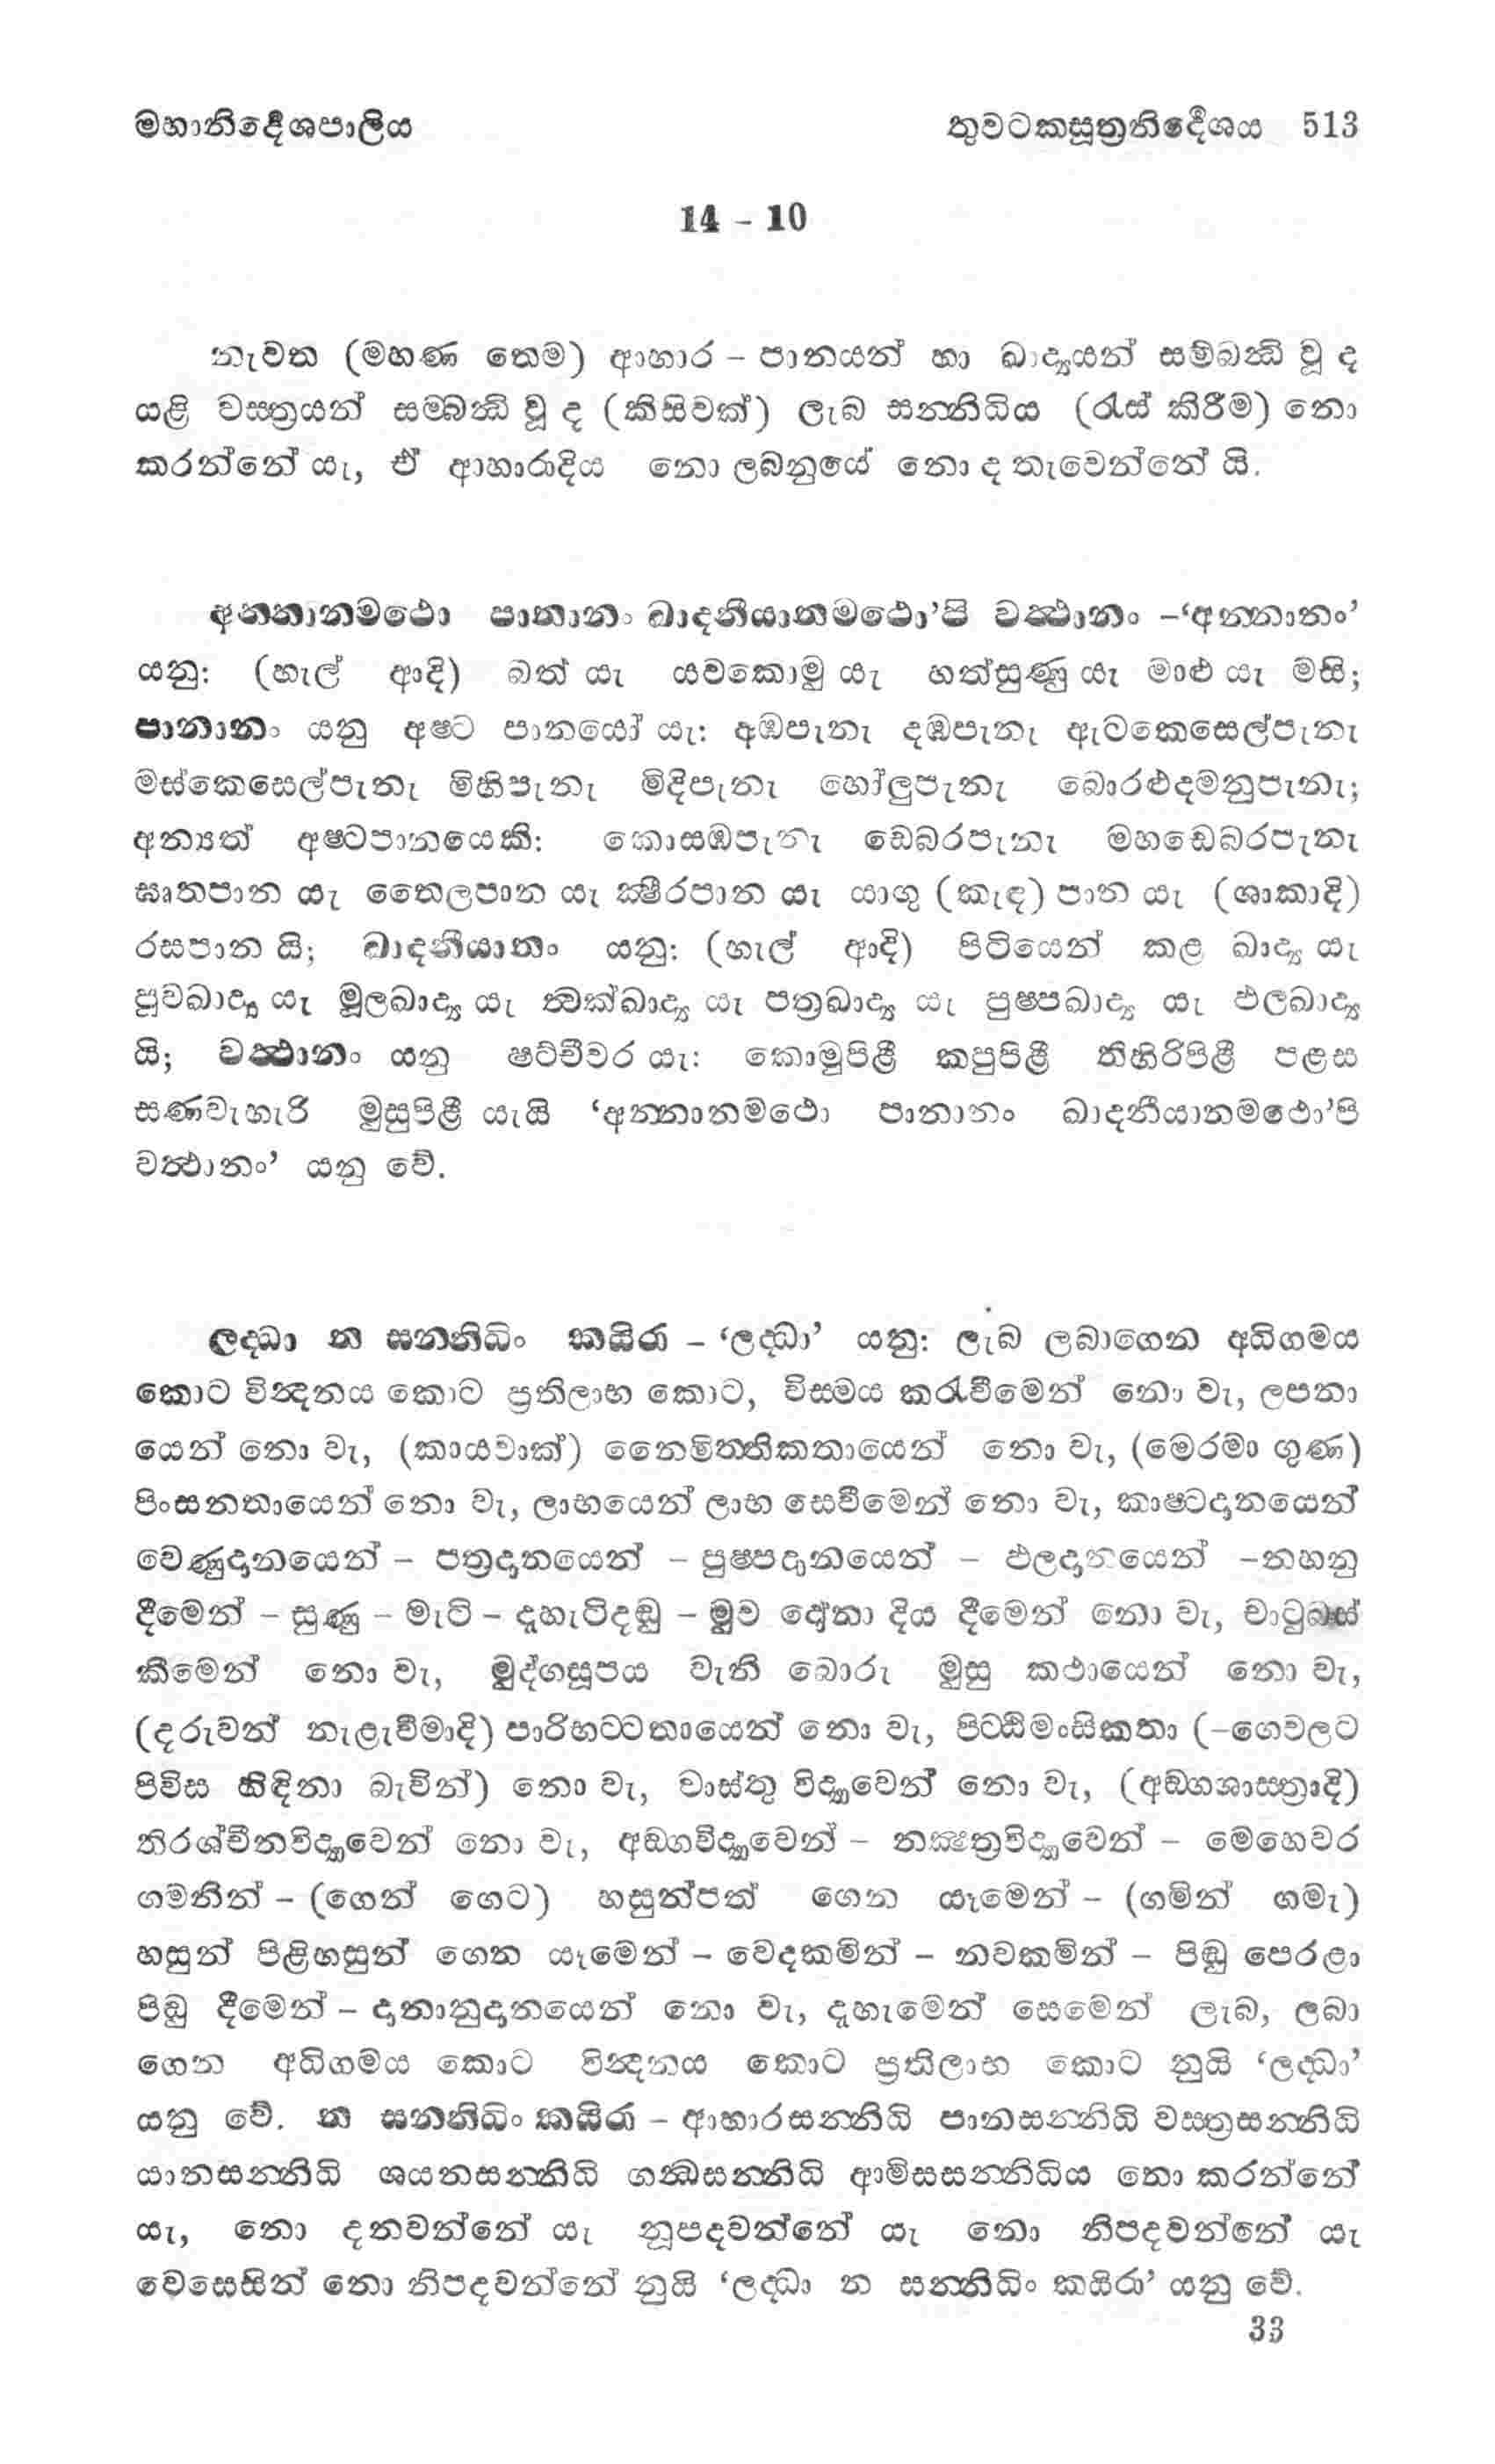 මහානිර්‍දේශපාලිය තුවටකසූත්‍රනිර්‍දේශය 513
14 - 10
නැවත (මහණ තෙම) ආහාර - පානයන් හා ඛාද්‍යයන් සම්බන්‍ධි වූ ද
යළි වස්ත්‍රයන් සම්බන්‍ධි වූ ද (කිසිවක්) ලැබ සන්නිධිය (රැස් කිරීම) නො
කරන්නේ යැ, ඒ ආහාරාදිය නො ලබනුයේ නො ද තැවෙන්නේ යි.
අන්නානමථො පානානං ඛාදනීයානමථො’පි වත්‍ථානං -‘අන්නානං’
යනු: (හැල් ආදි) බත් යැ යවකොමු යැ හත්සුණු යැ මාළු යැ මසි;
පානානං යනු අෂ්ට පානයෝ යැ: අඹපැනැ දඹපැනැ ඇටකෙසෙල්පැනැ
මස්කෙසෙල්පැනැ මිහිපැනැ මිදිපැනැ හෝලුපැනැ බොරළුදමනුපැනැ;
අන්‍යත් අෂ්ටපානයෙකි: කොසඹපැනැ ඩෙබරපැනැ මහඩෙබරපැනැ
ඝෘතපාන යැ තෛලපාන යැ ක්‍ෂීරපාන යැ යාගු (කැඳ) පාන යැ (ශාකාදි)
රසපාන යි; ඛාදනීයානං යනු: (හැල් ආදි) පිටියෙන් කළ ඛාද්‍ය යැ
පූවඛාද්‍ය යැ මූලඛාද්‍ය යැ ත්‍වක්ඛාද්‍ය යැ පත්‍රඛාද්‍ය යැ පුෂ්පඛාද්‍ය යැ ඵලඛාද්‍ය
යි; වත්‍ථානං යනු ෂට්චීවර යැ: කොමුපිළී කපුපිළී තිහිරිපිළී පළස
සණවැහැරි මුසුපිළී යැයි ‘අන්නානමථො පානානං ඛාදනීයානමථො’පි
වත්‍ථානං’ යනු වේ.
ලද්ධා න සන්නිධිං කයිරා - ‘ලද්ධා’ යනු: ලැබ ලබාගෙන අධිගමය
කොට වින්‍දනය කොට ප්‍රතිලාභ කොට, විස්මය කරැවීමෙන් නො වැ, ලපනා
යෙන් නො වැ, (කායවාක්) නෛමිත්තිකතායෙන් නො වැ, (මෙරමා ගුණ)
පිංසනතායෙන් නො වැ, ලාභයෙන් ලාභ සෙවීමෙන් නො වැ, කාෂ්ටදානයෙන්
වෙණුදානයෙන් - පත්‍රදානයෙන් - පුෂ්පදානයෙන් - ඵලදානයෙන් -නහනු
දීමෙන් - සුණු - මැටි - දැහැටිදඬු - මුව දෝනා දිය දීමෙන් නො වැ, චාටුබස්
කීමෙන් නො වැ, මුද්ගසූපය වැනි බොරු මුසු කථායෙන් නො වැ,
(දරුවන් නැළැවීමාදි) පාරිභට්ටතායෙන් නො වැ, පිට්ඨිමංසිකතා (-ගෙවලට
පිවිස හිඳිනා බැවින්) නො වැ, වාස්තු විද්‍යාවෙන් නො වැ, (අඞ්ගශාස්ත්‍රාදි)
තිරශ්චීනවිද්‍යාවෙන් නො වැ, අඞ්ගවිද්‍යාවෙන් - නක්‍ෂත්‍රවිද්‍යාවෙන් - මෙහෙවර
ගමනින් - (ගෙන් ගෙට) හසුන්පත් ගෙන යෑමෙන් - (ගමින් ගමැ)
හසුන් පිළිහසුන් ගෙන යෑමෙන් - වෙදකමින් - නවකමින් - පිඬු පෙරළා
පිඬු දීමෙන් - දානානුදානයෙන් නො වැ, දැහැමෙන් සෙමෙන් ලැබ, ලබා
ගෙන අධිගමය කොට වින්‍දනය කොට ප්‍රතිලාභ කොට නුයි ‘ලද්ධා’
යනු වේ. න සන්නිධිං කයිරා - ආහාරසන්නිධි පානසන්නිධි වස්ත්‍රසන්නිධි
යානසන්නිධි ශයනසන්නිධි ගන්‍ධසන්නිධි ආමිසසන්නිධිය නො කරන්නේ
යැ, නො දනවන්නේ යැ නූපදවන්නේ යැ නො නිපදවන්නේ යැ
වෙසෙසින් නො නිපදවන්නේ නුයි ‘ලද්ධා න සන්නිධිං කයිරා’ යනු වේ.
33